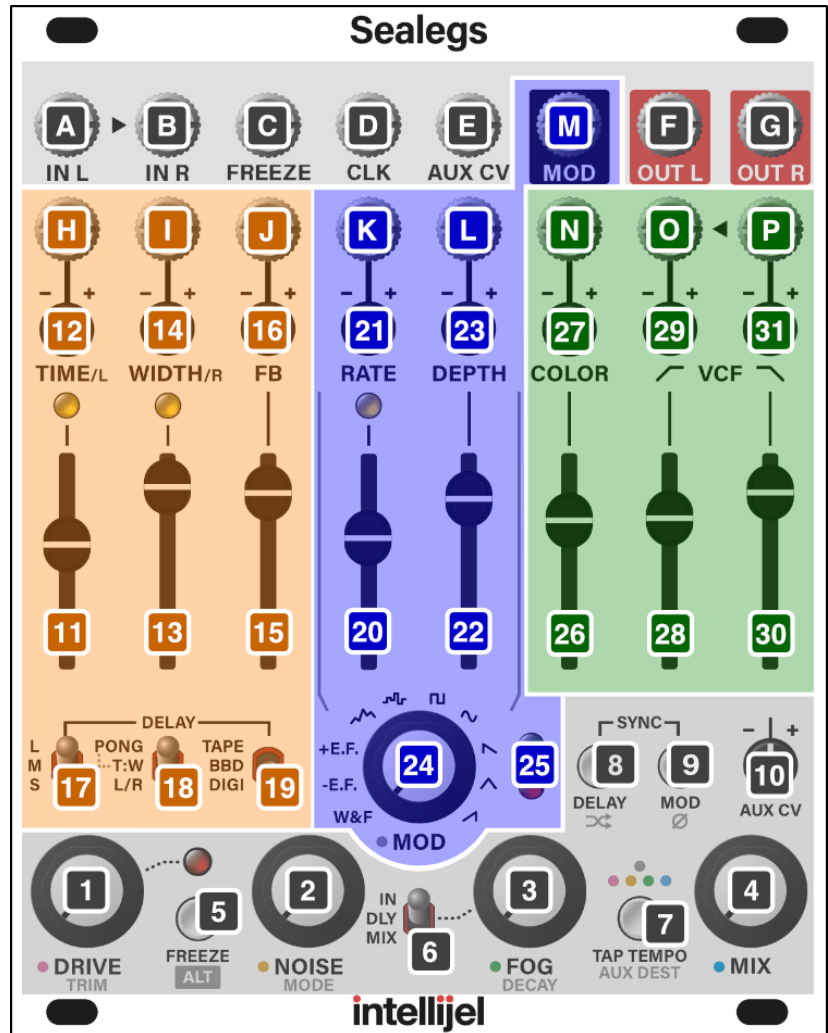 Sealegs
A B C D E M F G
IN L IN R FREEZE CLK AUX CV MOD OUT L OUT R
H I J K L N O P
- + - + - + - + - + - + - + - +
12 14 16 21 23 27 29 31
TIME/L WIDTH/R FB RATE DEPTH COLOR VCF
11 13 15 20 22 26 28 30
DELAY
L
M
S
17
PONG
T:W
L/R
18
TAPE
BBD
DIGI
19
+E.F.
-E.F.
W&F
24
25
MOD
SYNC
8 9
DELAY MOD
Ø
- +
10
AUX CV
1
DRIVE
TRIM
5
FREEZE
ALT
2
NOISE
MODE
IN
DLY
MIX
6
3
FOG
DECAY
7
TAP TEMPO
AUX DEST
4
MIX
intellijel